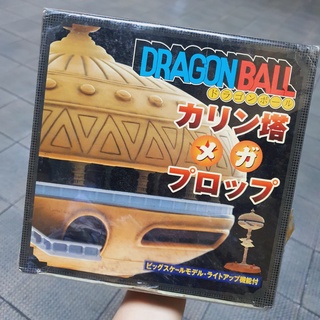 DRAGON BALL
ドラゴンボール
カリン塔
メガ
プロップ
ビッグスケールモデル・ライトアップ機能付